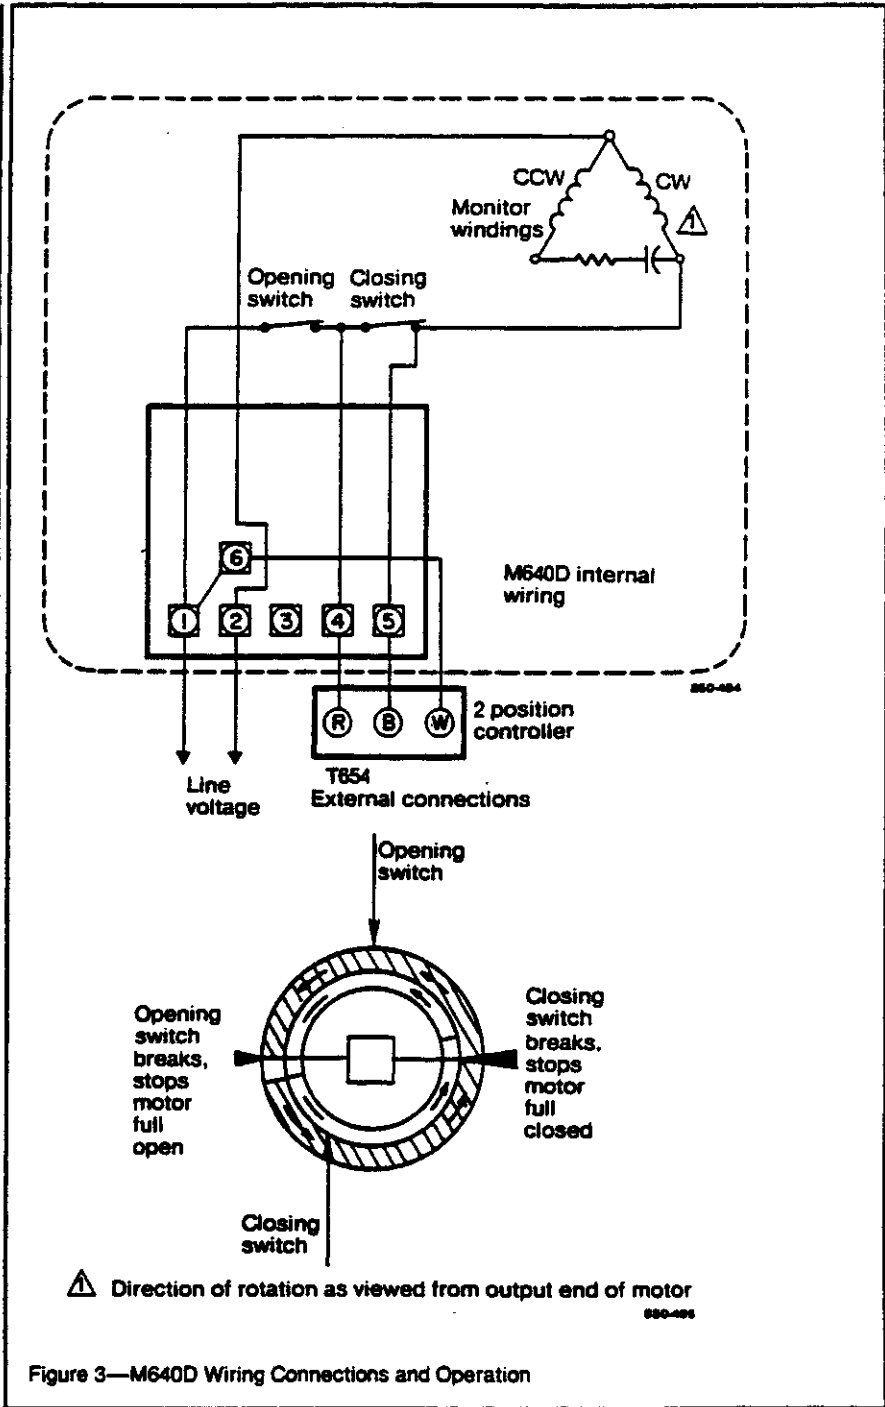 CCW
CW
Monitor
windings
1
Opening
switch
Closing
switch
6
1
2
3
4
5
M640D internal
wiring
R
B
W
2 position
controller
Line
voltage
T654
External connections
Opening
switch
Opening
switch
breaks,
stops
motor
full
open
Closing
switch
breaks,
stops
motor
full
closed
Closing
switch
1 Direction of rotation as viewed from output end of motor
Figure 3—M640D Wiring Connections and Operation